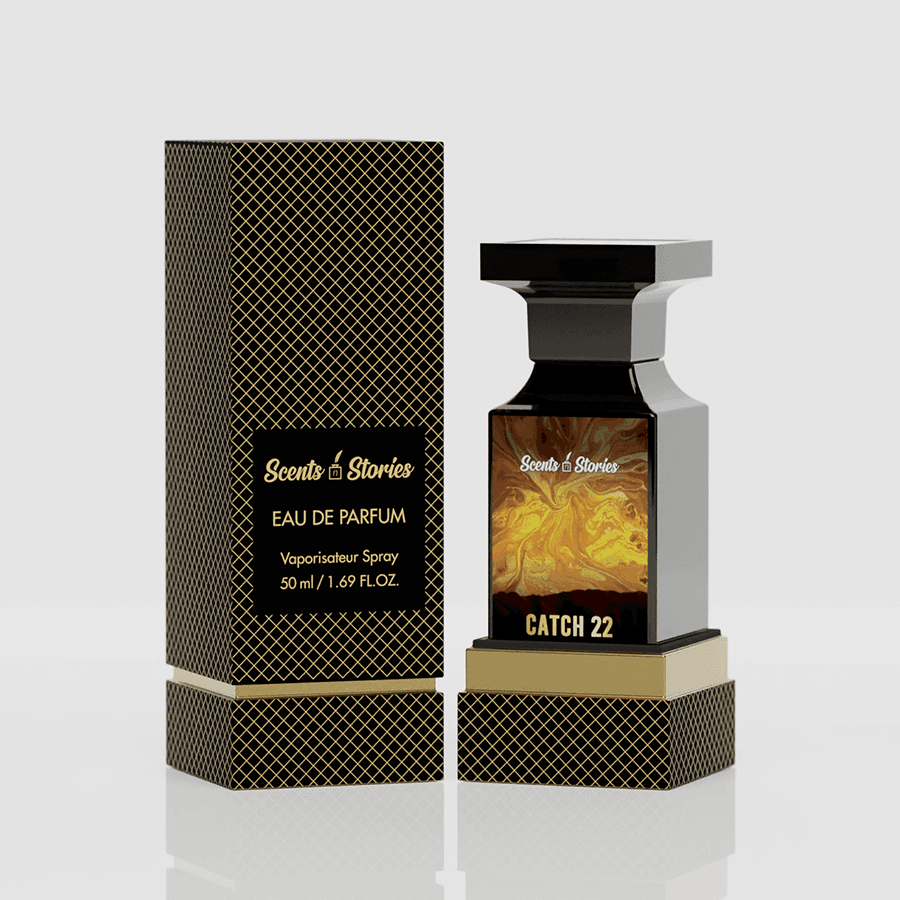 Scents n Stories
EAU DE PARFUM
Vaporisateur Spray
50 ml / 1.69 FL.OZ.
Scents n Stories
CATCH 22